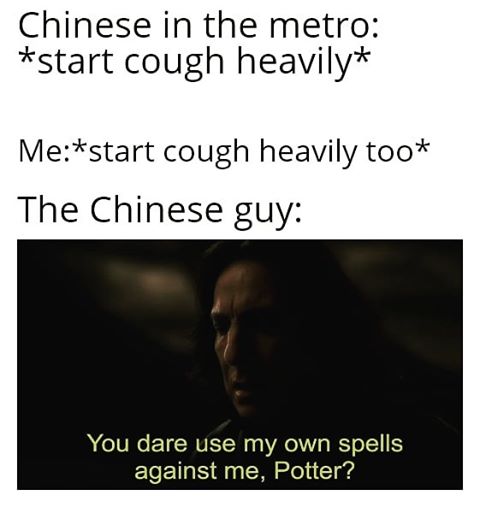 Chinese in the metro:
*start cough heavily*
Me:*start cough heavily too*
The Chinese guy:
You dare use my own spells
against me, Potter?